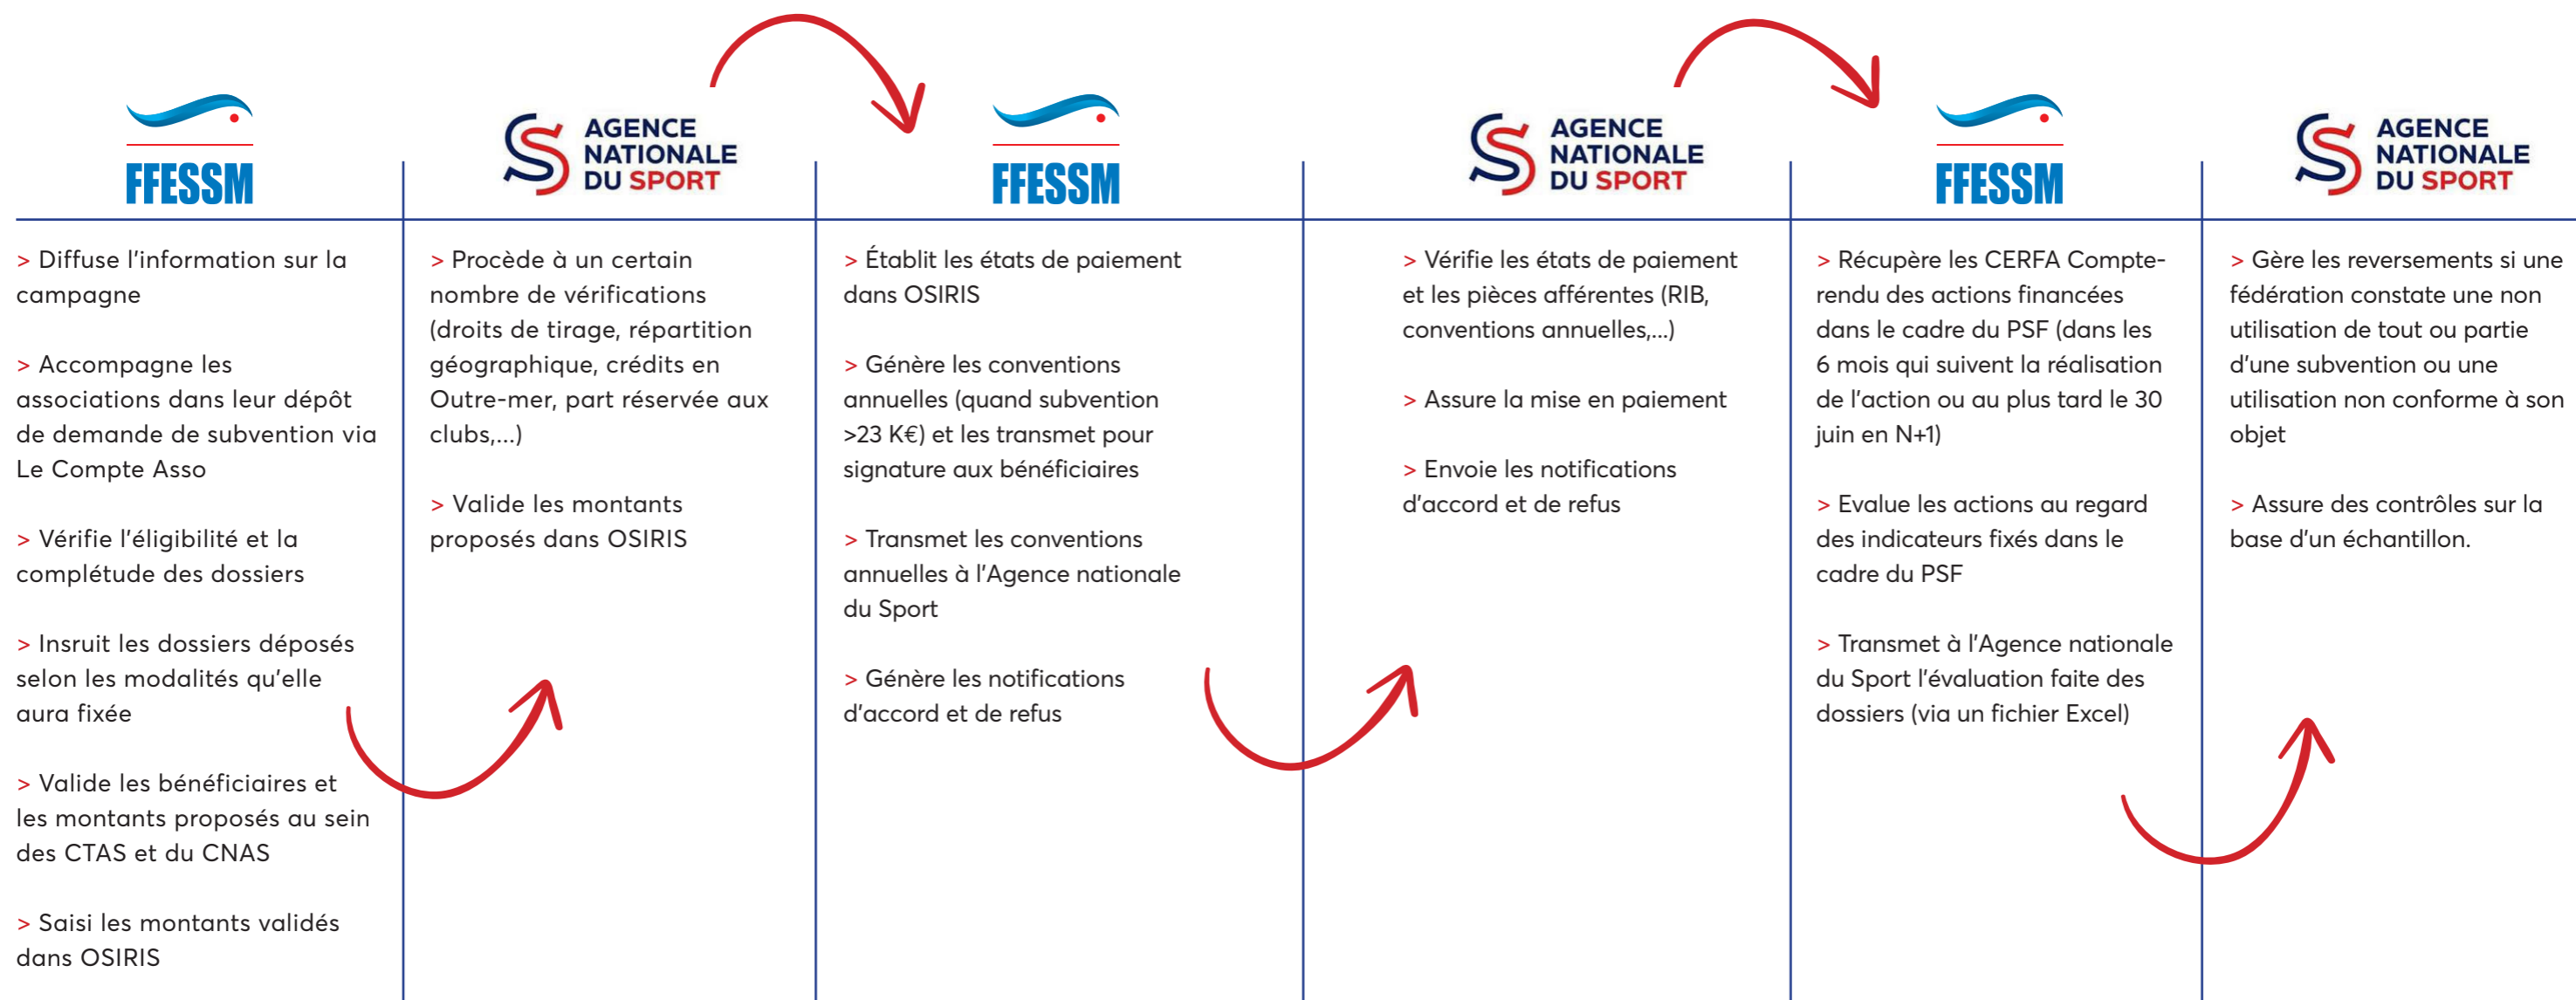 FFESSM
> Diffuse l'information sur la
campagne
> Accompagne les
associations dans leur dépôt
de demande de subvention via
Le Compte Asso
> Vérifie l'éligibilité et la
complétude des dossiers
> Insruit les dossiers déposés
selon les modalités qu'elle
aura fixée
> Valide les bénéficiaires et
les montants proposés au sein
des CTAS et du CNAS
> Saisi les montants validés
dans OSIRIS
AGENCE
NATIONALE
DU SPORT
> Procède à un certain
nombre de vérifications
(droits de tirage, répartition
géographique, crédits en
Outre-mer, part réservée aux
clubs,...)
> Valide les montants
proposés dans OSIRIS
FFESSM
> Établit les états de paiement
dans OSIRIS
> Génère les conventions
annuelles (quand subvention
>23 K€) et les transmet pour
signature aux bénéficiaires
> Transmet les conventions
annuelles à l'Agence nationale
du Sport
> Génère les notifications
d'accord et de refus
AGENCE
NATIONALE
DU SPORT
> Vérifie les états de paiement
et les pièces afférentes (RIB,
conventions annuelles,...)
> Assure la mise en paiement
> Envoie les notifications
d'accord et de refus
FFESSM
> Récupère les CERFA Compte-
rendu des actions financées
dans le cadre du PSF (dans les
6 mois qui suivent la réalisation
de l'action ou au plus tard le 30
juin en N+1)
> Evalue les actions au regard
des indicateurs fixés dans le
cadre du PSF
> Transmet à l'Agence nationale
du Sport l'évaluation faite des
dossiers (via un fichier Excel)
AGENCE
NATIONALE
DU SPORT
> Gère les reversements si une
fédération constate une non
utilisation de tout ou partie
d'une subvention ou une
utilisation non conforme à son
objet
> Assure des contrôles sur la
base d'un échantillon.